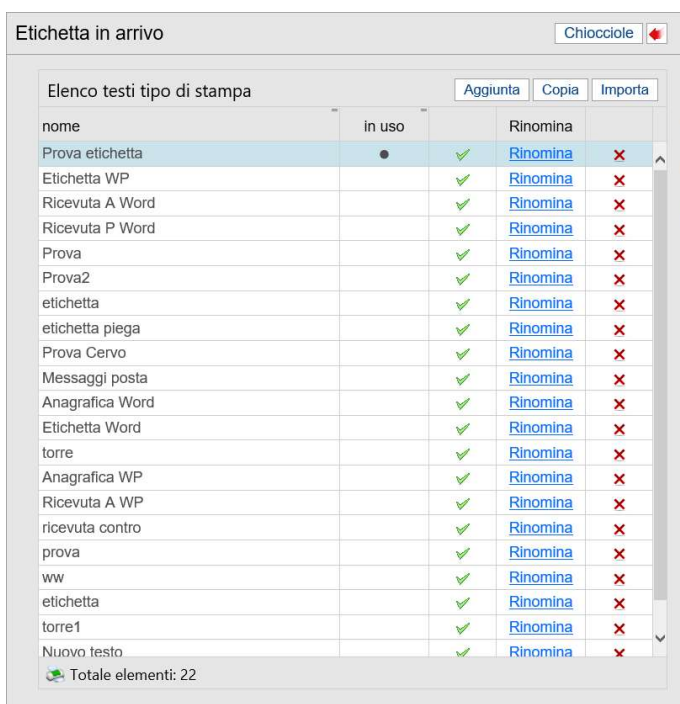 Etichetta in arrivo Chiocciole
Elenco testi tipo di stampa Aggiunta Copia Importa
nome in uso Rinomina
Prova etichetta Rinomina
Etichetta WP Rinomina
Ricevuta A Word Rinomina
Ricevuta P Word Rinomina
Prova Rinomina
Prova2 Rinomina
etichetta Rinomina
etichetta piega Rinomina
Prova Cervo Rinomina
Messaggi posta Rinomina
Anagrafica Word Rinomina
Etichetta Word Rinomina
torre Rinomina
Anagrafica WP Rinomina
Ricevuta A WP Rinomina
ricevuta contro Rinomina
prova Rinomina
ww Rinomina
etichetta Rinomina
torre1 Rinomina
Nuovo testo Rinomina
Totale elementi: 22